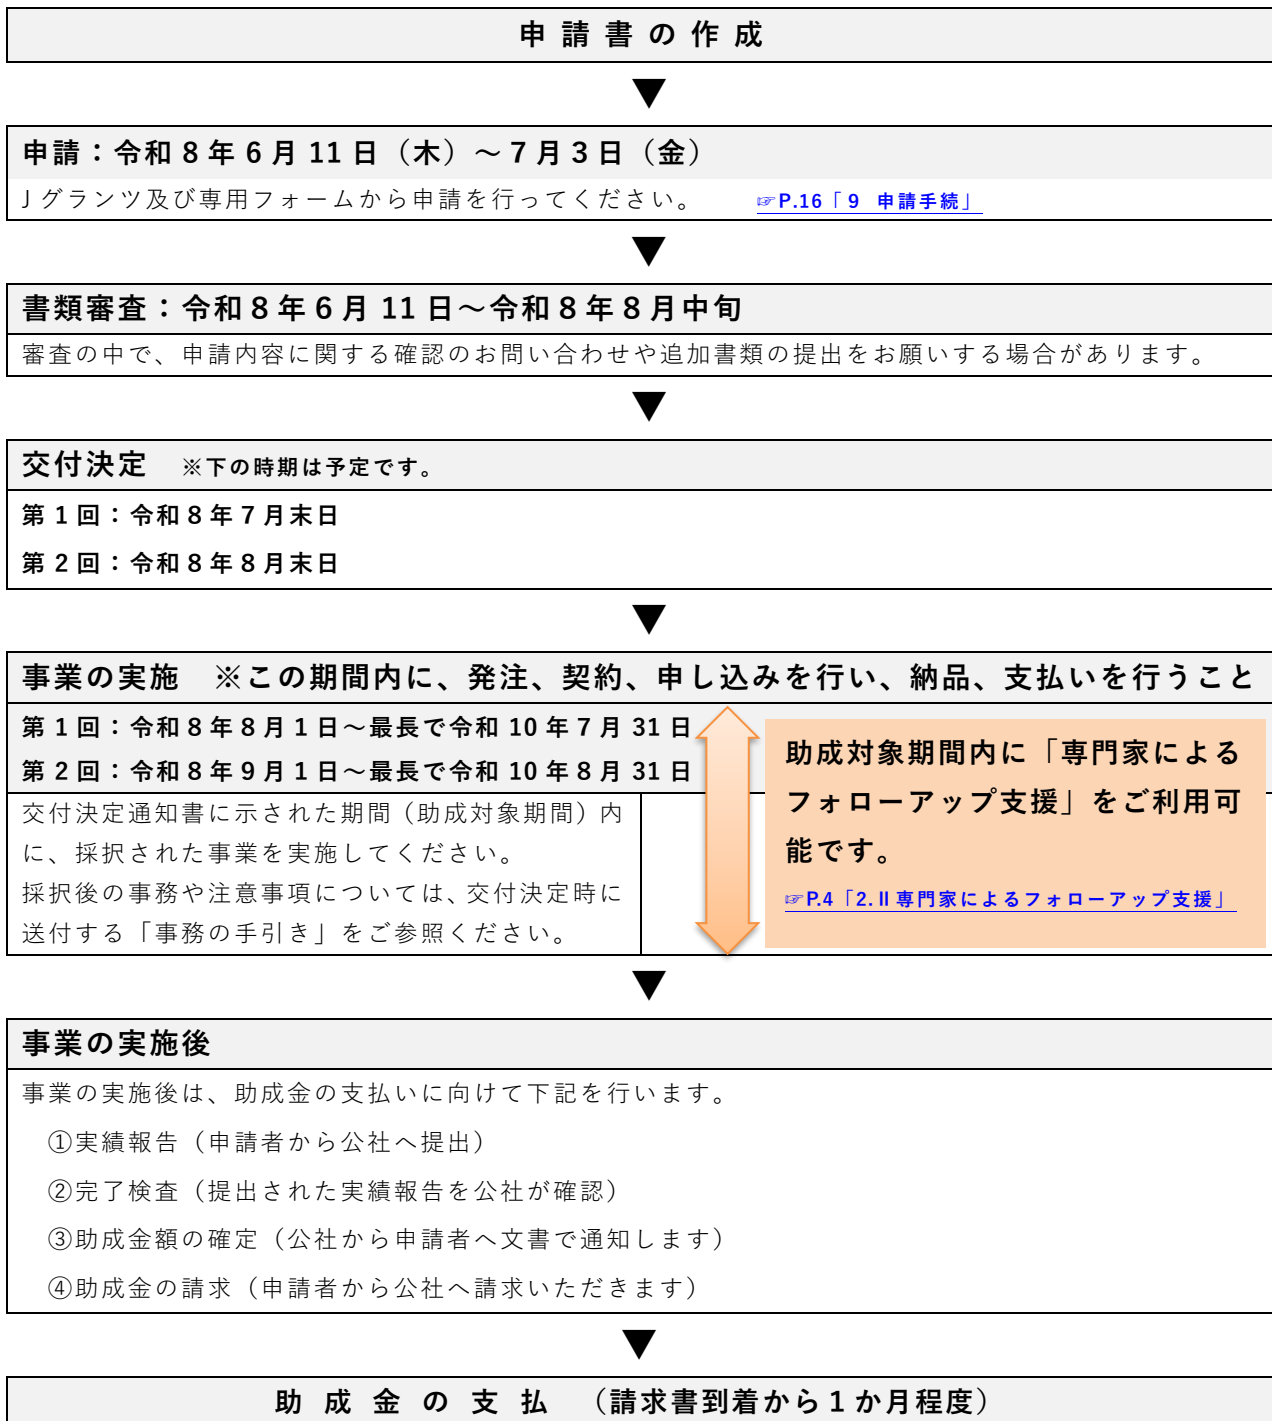 申請書の作成
▼
申請：令和8年6月11日（木）～7月3日（金）
Jグランツ及び専用フォームから申請を行ってください。　☞P.16「9 申請手続」
▼
書類審査：令和8年6月11日～令和8年8月中旬
審査の中で、申請内容に関する確認のお問い合わせや追加書類の提出をお願いする場合があります。
▼
交付決定　※下の時期は予定です。
第1回：令和8年7月末日
第2回：令和8年8月末日
▼
事業の実施　※この期間内に、発注、契約、申し込みを行い、納品、支払いを行うこと
第1回：令和8年8月1日～最長で令和10年7月31日
第2回：令和8年9月1日～最長で令和10年8月31日
交付決定通知書に示された期間（助成対象期間）内
に、採択された事業を実施してください。
採択後の事務や注意事項については、交付決定時に
送付する「事務の手引き」をご参照ください。
助成対象期間内に「専門家による
フォローアップ支援」をご利用可
能です。
☞P.4「2.Ⅱ専門家によるフォローアップ支援」
▼
事業の実施後
事業の実施後は、助成金の支払いに向けて下記を行います。
①実績報告（申請者から公社へ提出）
②完了検査（提出された実績報告を公社が確認）
③助成金額の確定（公社から申請者へ文書で通知します）
④助成金の請求（申請者から公社へ請求いただきます）
▼
助成金の支払　（請求書到着から1か月程度）